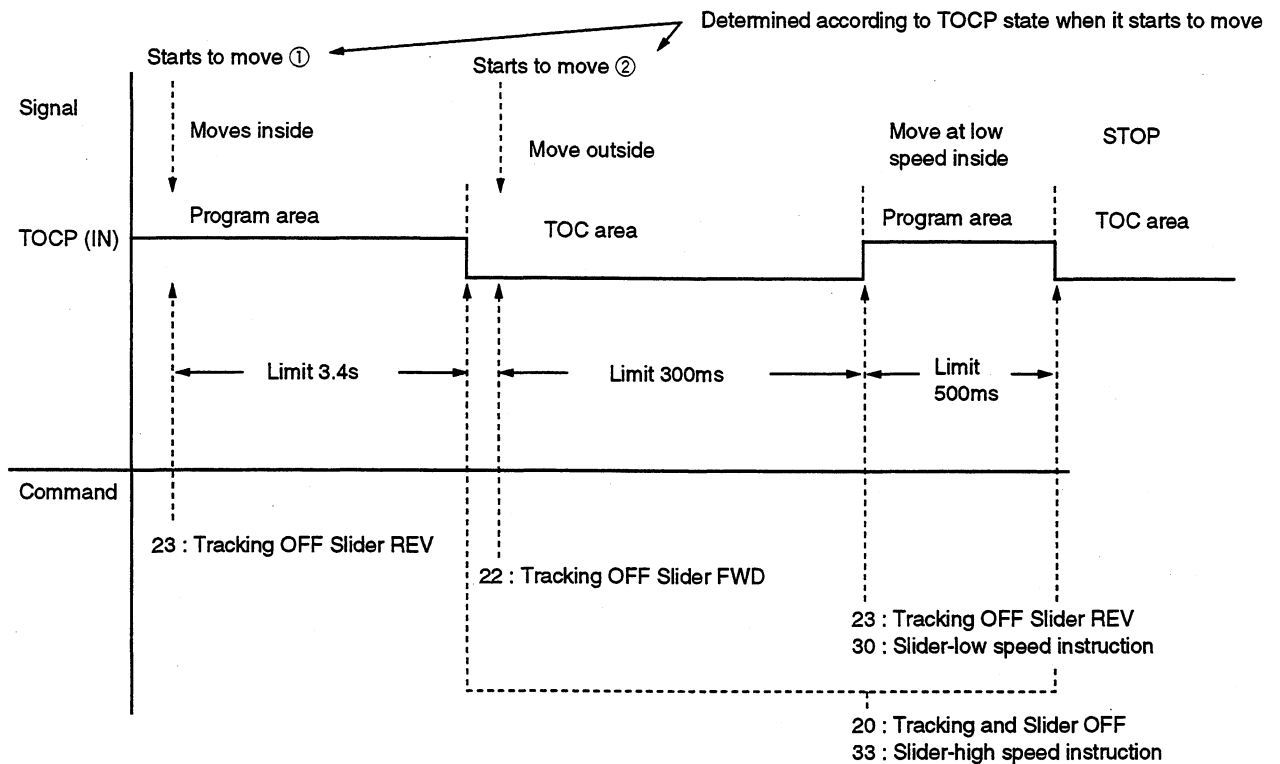 Determined according to TOCP state when it starts to move
Starts to move ①
Starts to move ②
Signal
Moves inside
Move outside
Move at low
speed inside
STOP
Program area
TOC area
Program area
TOC area
TOCP (IN)
Limit 3.4s
Limit 300ms
Limit
500ms
Command
23 : Tracking OFF Slider REV
22 : Tracking OFF Slider FWD
23 : Tracking OFF Slider REV
30 : Slider-low speed instruction
20 : Tracking and Slider OFF
33 : Slider-high speed instruction